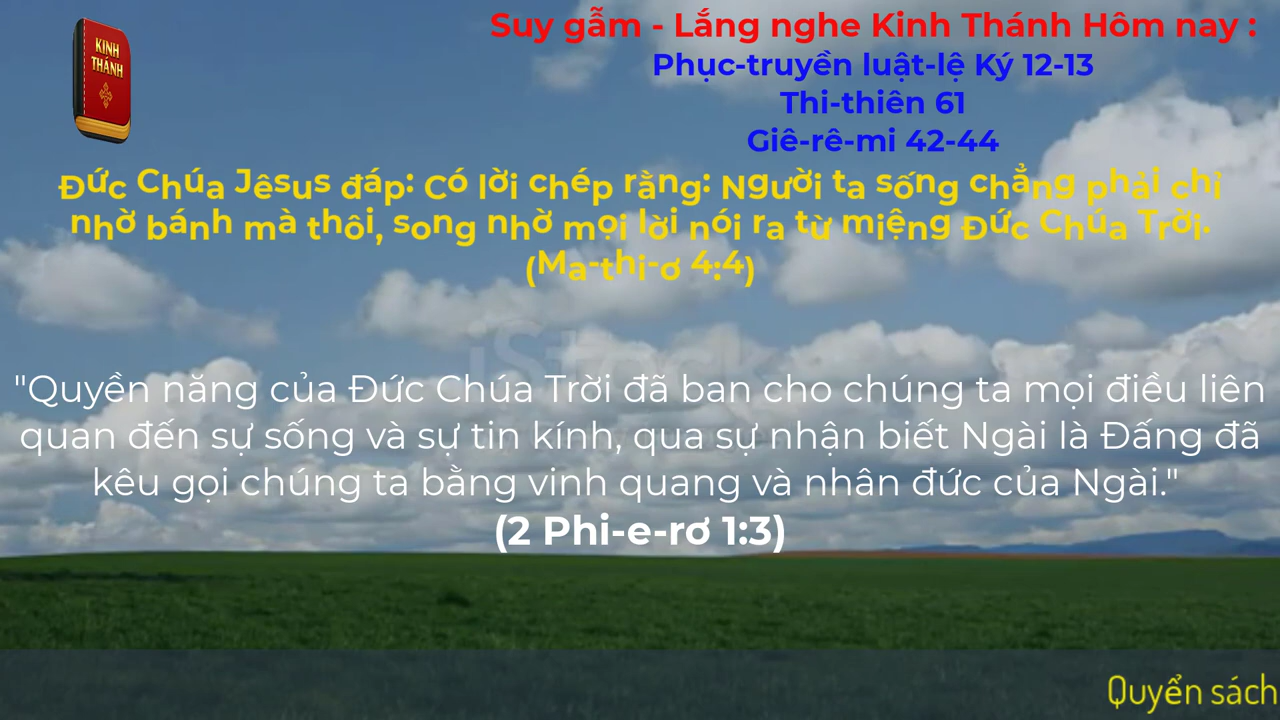 KINH
THÁNH
Suy gẫm - Lắng nghe Kinh Thánh Hôm nay :
Phục-truyền luật-lệ Ký 12-13
Thi-thiên 61
Giê-rê-mi 42-44
Đức Chúa Jêsus đáp: Có lời chép rằng: Người ta sống chẳng phải chỉ
nhờ bánh mà thôi, song nhờ mọi lời nói ra từ miệng Đức Chúa Trời.
(Ma-thi-ơ 4:4)
iStock
"Quyền năng của Đức Chúa Trời đã ban cho chúng ta mọi điều liên
quan đến sự sống và sự tin kính, qua sự nhận biết Ngài là Đấng đã
kêu gọi chúng ta bằng vinh quang và nhân đức của Ngài."
(2 Phi-e-rơ 1:3)
Quyển sách